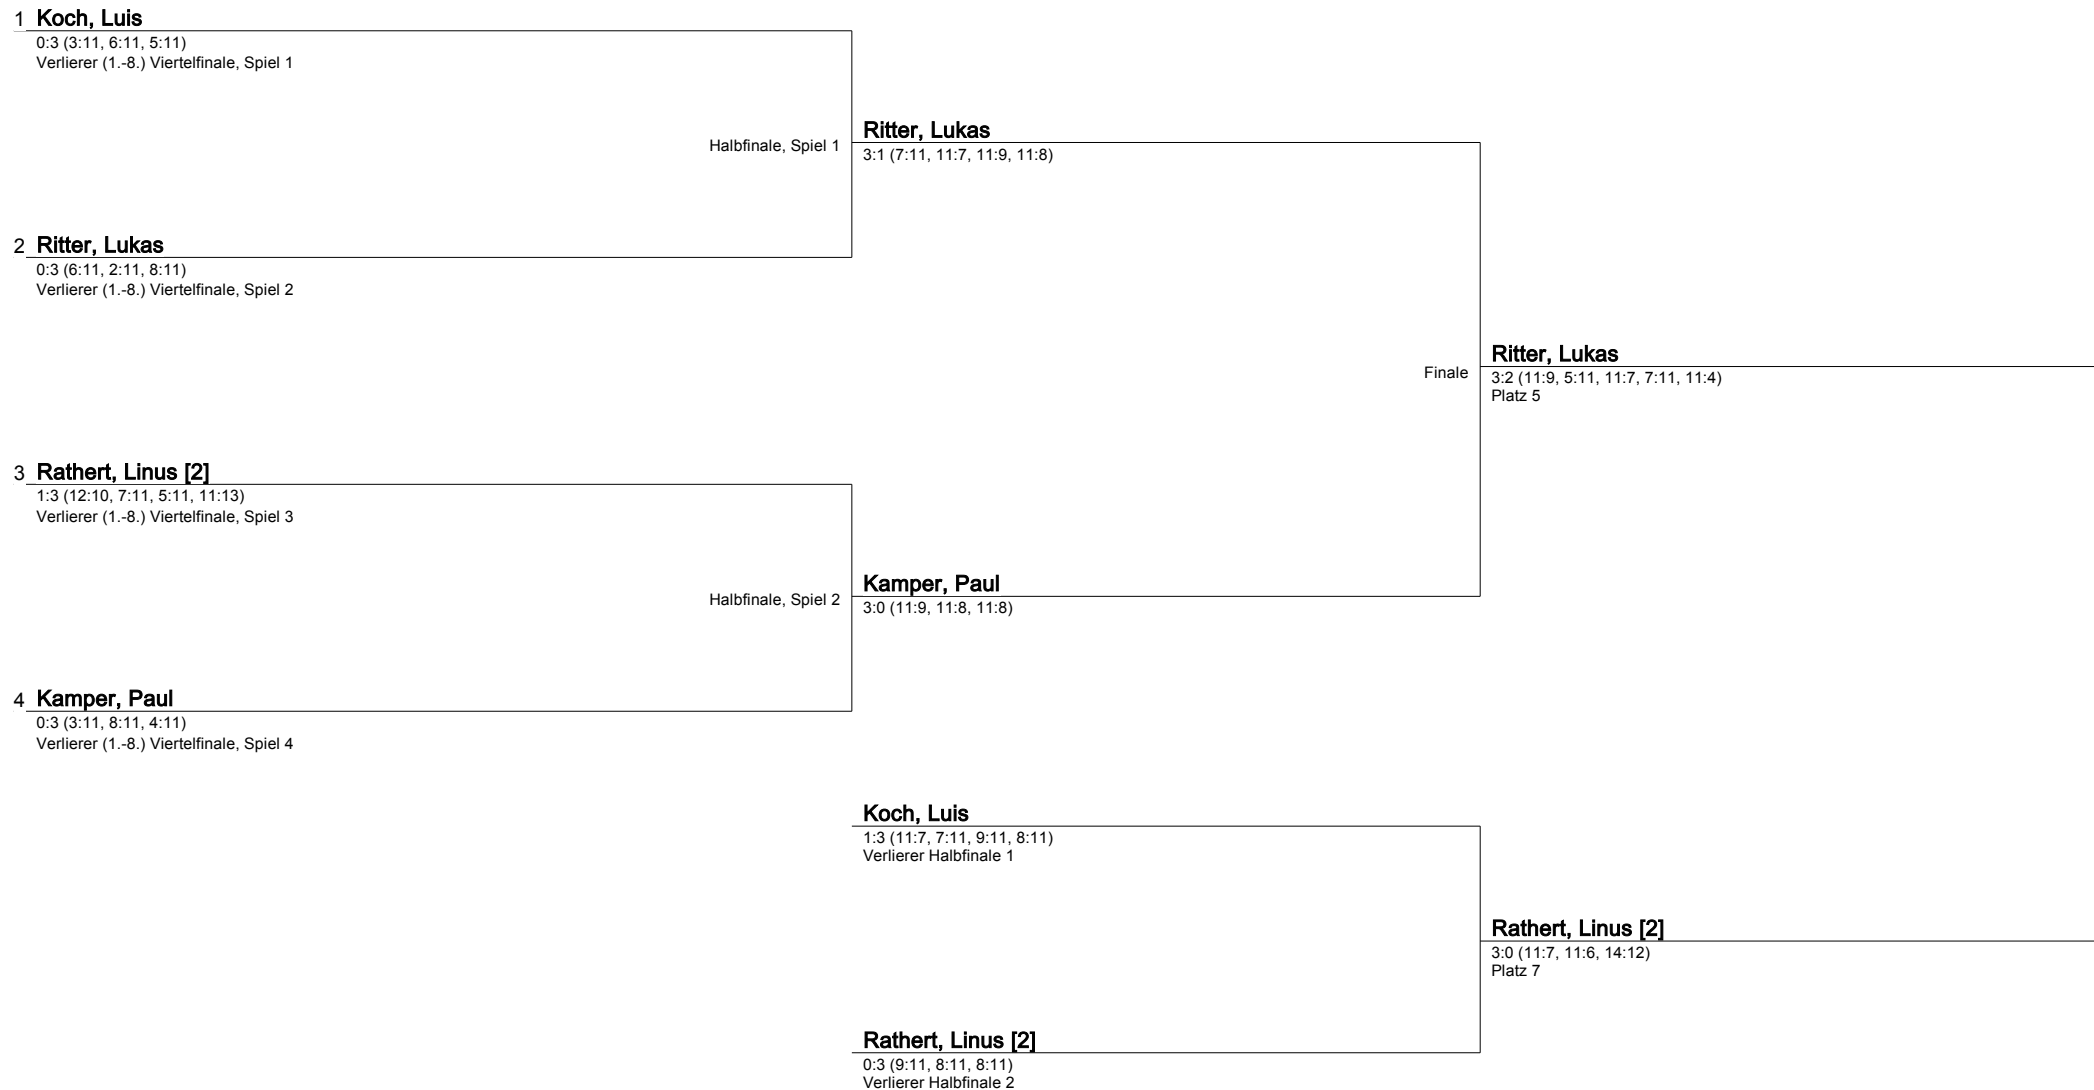 1 Koch, Luis
0:3 (3:11, 6:11, 5:11)
Verlierer (1.-8.) Viertelfinale, Spiel 1
Halbfinale, Spiel 1
Ritter, Lukas
3:1 (7:11, 11:7, 11:9, 11:8)
2 Ritter, Lukas
0:3 (6:11, 2:11, 8:11)
Verlierer (1.-8.) Viertelfinale, Spiel 2
Finale
Ritter, Lukas
3:2 (11:9, 5:11, 11:7, 7:11, 11:4)
Platz 5
3 Rathert, Linus [2]
1:3 (12:10, 7:11, 5:11, 11:13)
Verlierer (1.-8.) Viertelfinale, Spiel 3
Halbfinale, Spiel 2
Kamper, Paul
3:0 (11:9, 11:8, 11:8)
4 Kamper, Paul
0:3 (3:11, 8:11, 4:11)
Verlierer (1.-8.) Viertelfinale, Spiel 4
Koch, Luis
1:3 (11:7, 7:11, 9:11, 8:11)
Verlierer Halbfinale 1
Rathert, Linus [2]
3:0 (11:7, 11:6, 14:12)
Platz 7
Rathert, Linus [2]
0:3 (9:11, 8:11, 8:11)
Verlierer Halbfinale 2